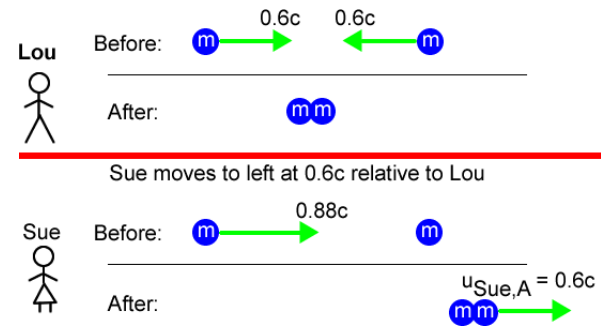 0.6c 0.6c
Lou Before: m m
After: mm
Sue moves to left at 0.6c relative to Lou
0.88c
Sue Before: m m
uSue,A = 0.6c
After: mm